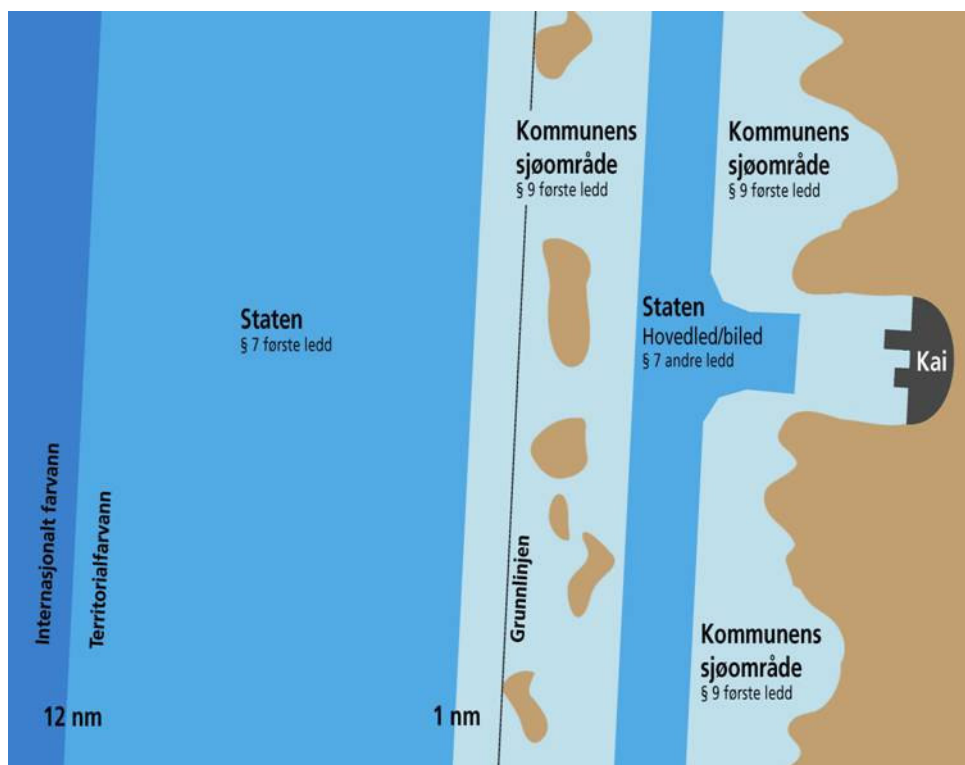 Kommunens
sjøområde
§ 9 første ledd
Kommunens
sjøområde
§ 9 første ledd
Staten
§ 7 første ledd
Staten
Hovedled/biled
§ 7 andre ledd
Kai
Internasjonalt farvann
Territorialfarvann
Grunnlinjen
Kommunens
sjøområde
§ 9 første ledd
12 nm
1 nm